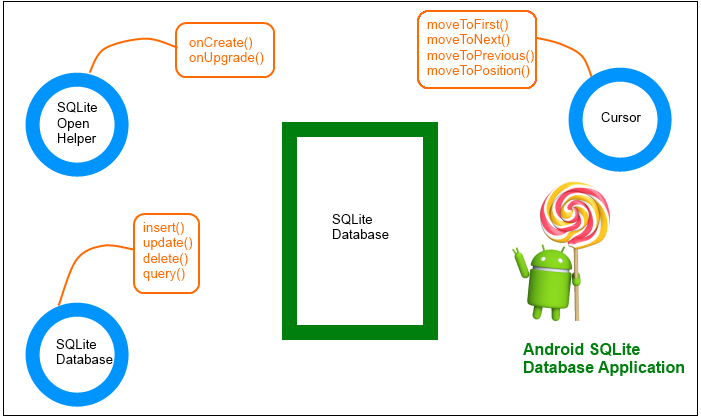 onCreate()
onUpgrade()
SQLite
Open
Helper
moveToFirst()
moveToNext()
moveToPrevious()
moveToPosition()
Cursor
SQLite
Database
insert()
update()
delete()
query()
SQLite
Database
Android SQLite
Database Application